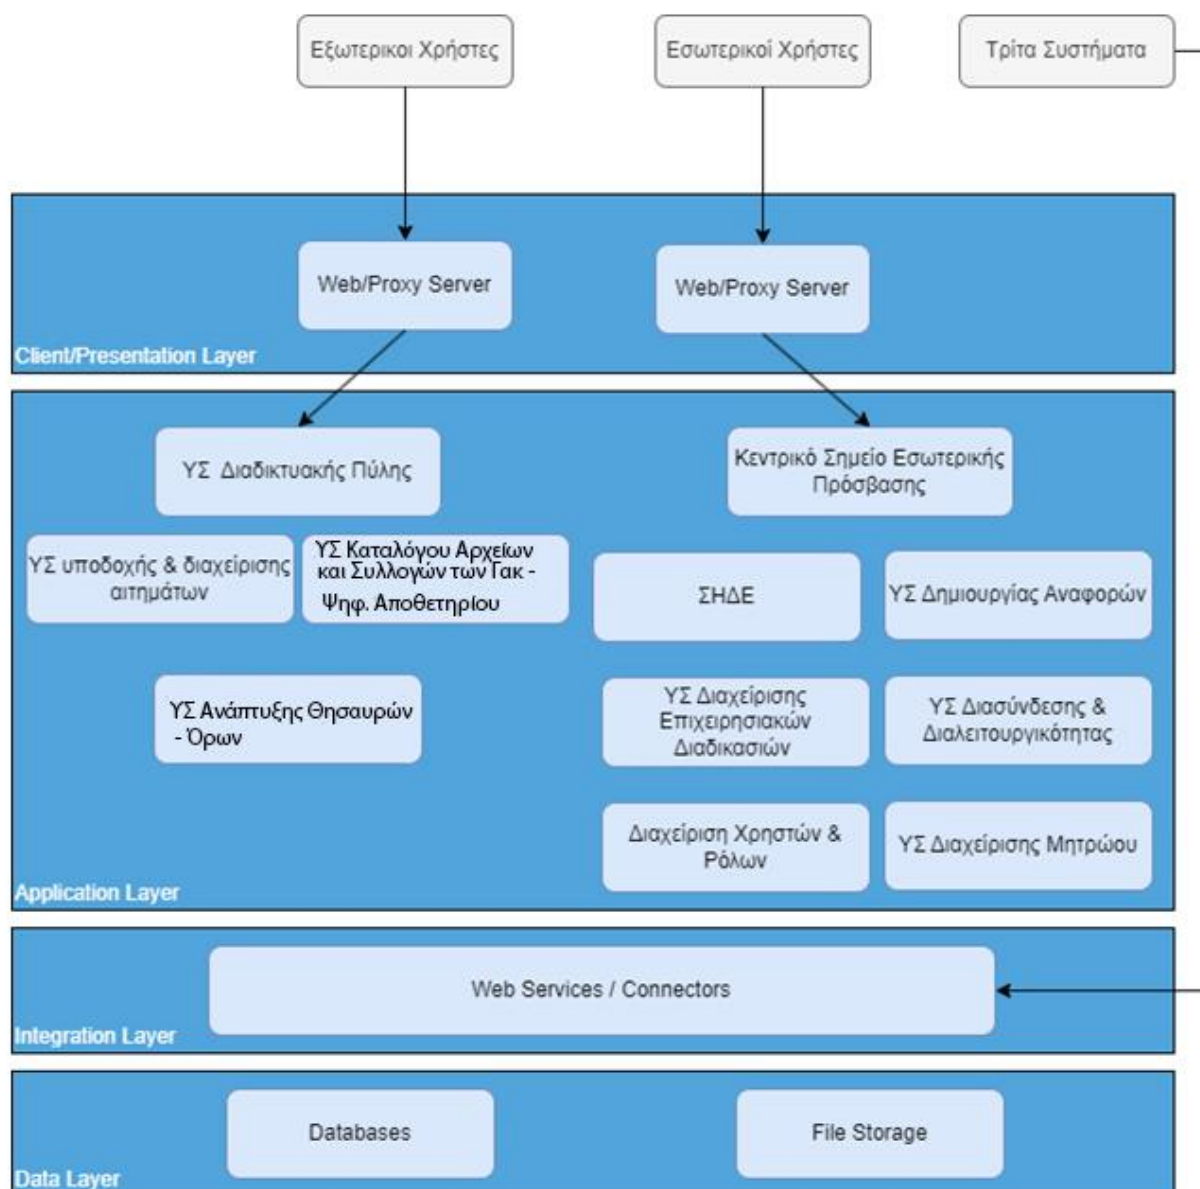 Εξωτερικοι Χρήστες
Εσωτερικοί Χρήστες
Τρίτα Συστήματα
Web/Proxy Server
Web/Proxy Server
Client/Presentation Layer
ΥΣ Διαδικτυακής Πύλης
Κεντρικό Σημείο Εσωτερικής
Πρόσβασης
ΥΣ υποδοχής & διαχείρισης
αιτημάτων
ΥΣ Καταλόγου Αρχείων
και Συλλογών των Γακ -
Ψηφ. Αποθετηρίου
ΣΗΔΕ
ΥΣ Δημιουργίας Αναφορών
ΥΣ Ανάπτυξης Θησαυρών
- Όρων
ΥΣ Διαχείρισης
Επιχειρησιακών
Διαδικασιών
ΥΣ Διασύνδεσης &
Διαλειτουργικότητας
Διαχείριση Χρηστών &
Ρόλων
ΥΣ Διαχείρισης Μητρώου
Application Layer
Web Services / Connectors
Integration Layer
Databases
File Storage
Data Layer